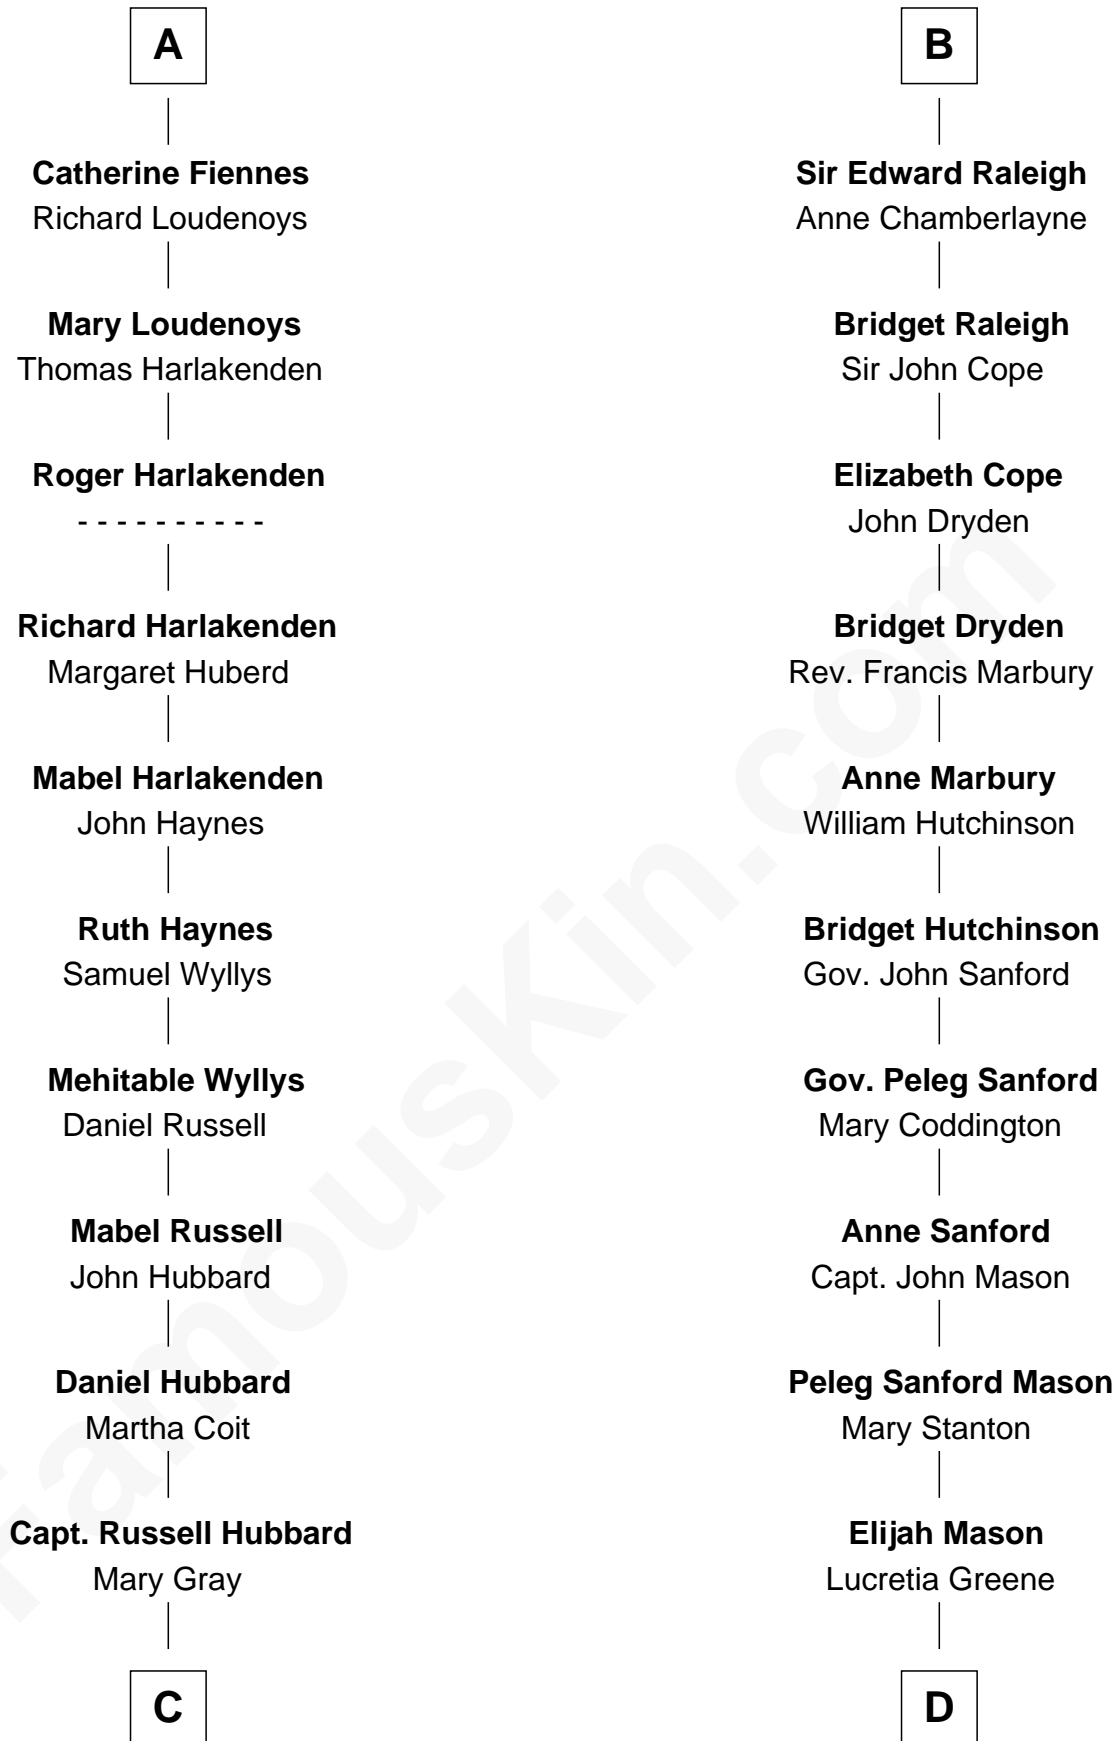 A
Catherine Fiennes
Richard Loudenoys
Mary Loudenoys
Thomas Harlakenden
Roger Harlakenden
- - - - - - - - - -
Richard Harlakenden
Margaret Huberd
Mabel Harlakenden
John Haynes
Ruth Haynes
Samuel Wyllys
Mehitable Wyllys
Daniel Russell
Mabel Russell
John Hubbard
Daniel Hubbard
Martha Coit
Capt. Russell Hubbard
Mary Gray
C
B
Sir Edward Raleigh
Anne Chamberlayne
Bridget Raleigh
Sir John Cope
Elizabeth Cope
John Dryden
Bridget Dryden
Rev. Francis Marbury
Anne Marbury
William Hutchinson
Bridget Hutchinson
Gov. John Sanford
Gov. Peleg Sanford
Mary Coddington
Anne Sanford
Capt. John Mason
Peleg Sanford Mason
Mary Stanton
Elijah Mason
Lucretia Greene
D
FamousKin.com